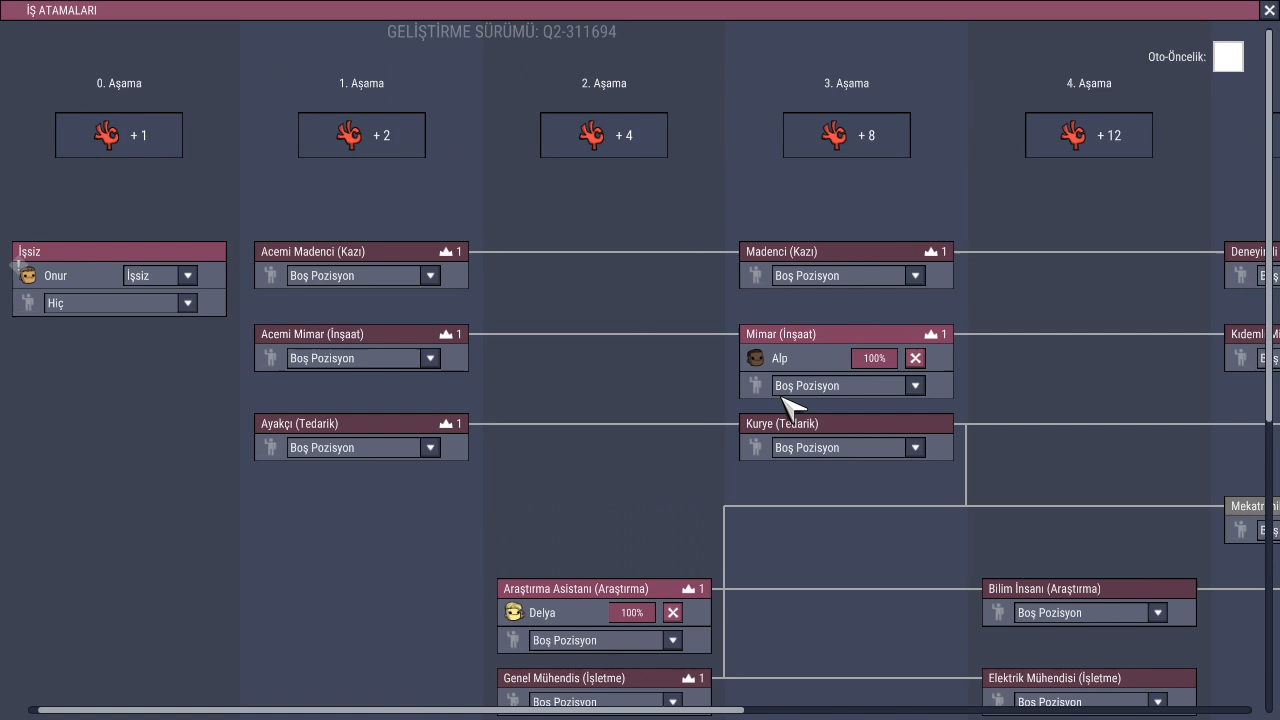 İŞ ATAMALARI
GELİŞTİRME SÜRÜMÜ: Q2-311694
Oto-Öncelik:
0. Aşama
1. Aşama
2. Aşama
3. Aşama
4. Aşama
+ 1
+ 2
+ 4
+ 8
+ 12
İşsiz
Onur
İşsiz
Hiç
Acemi Madenci (Kazı) 1
Boş Pozisyon
Madenci (Kazı) 1
Boş Pozisyon
Acemi Mimar (İnşaat) 1
Boş Pozisyon
Mimar (İnşaat) 1
Alp
100%
Boş Pozisyon
Ayakçı (Tedarik) 1
Boş Pozisyon
Kurye (Tedarik)
Boş Pozisyon
Araştırma Asistanı (Araştırma) 1
Delya
100%
Boş Pozisyon
Bilim İnsanı (Araştırma)
Boş Pozisyon
Genel Mühendis (İşletme) 1
Boş Pozisyon
Elektrik Mühendisi (İşletme)
Boş Pozisyon